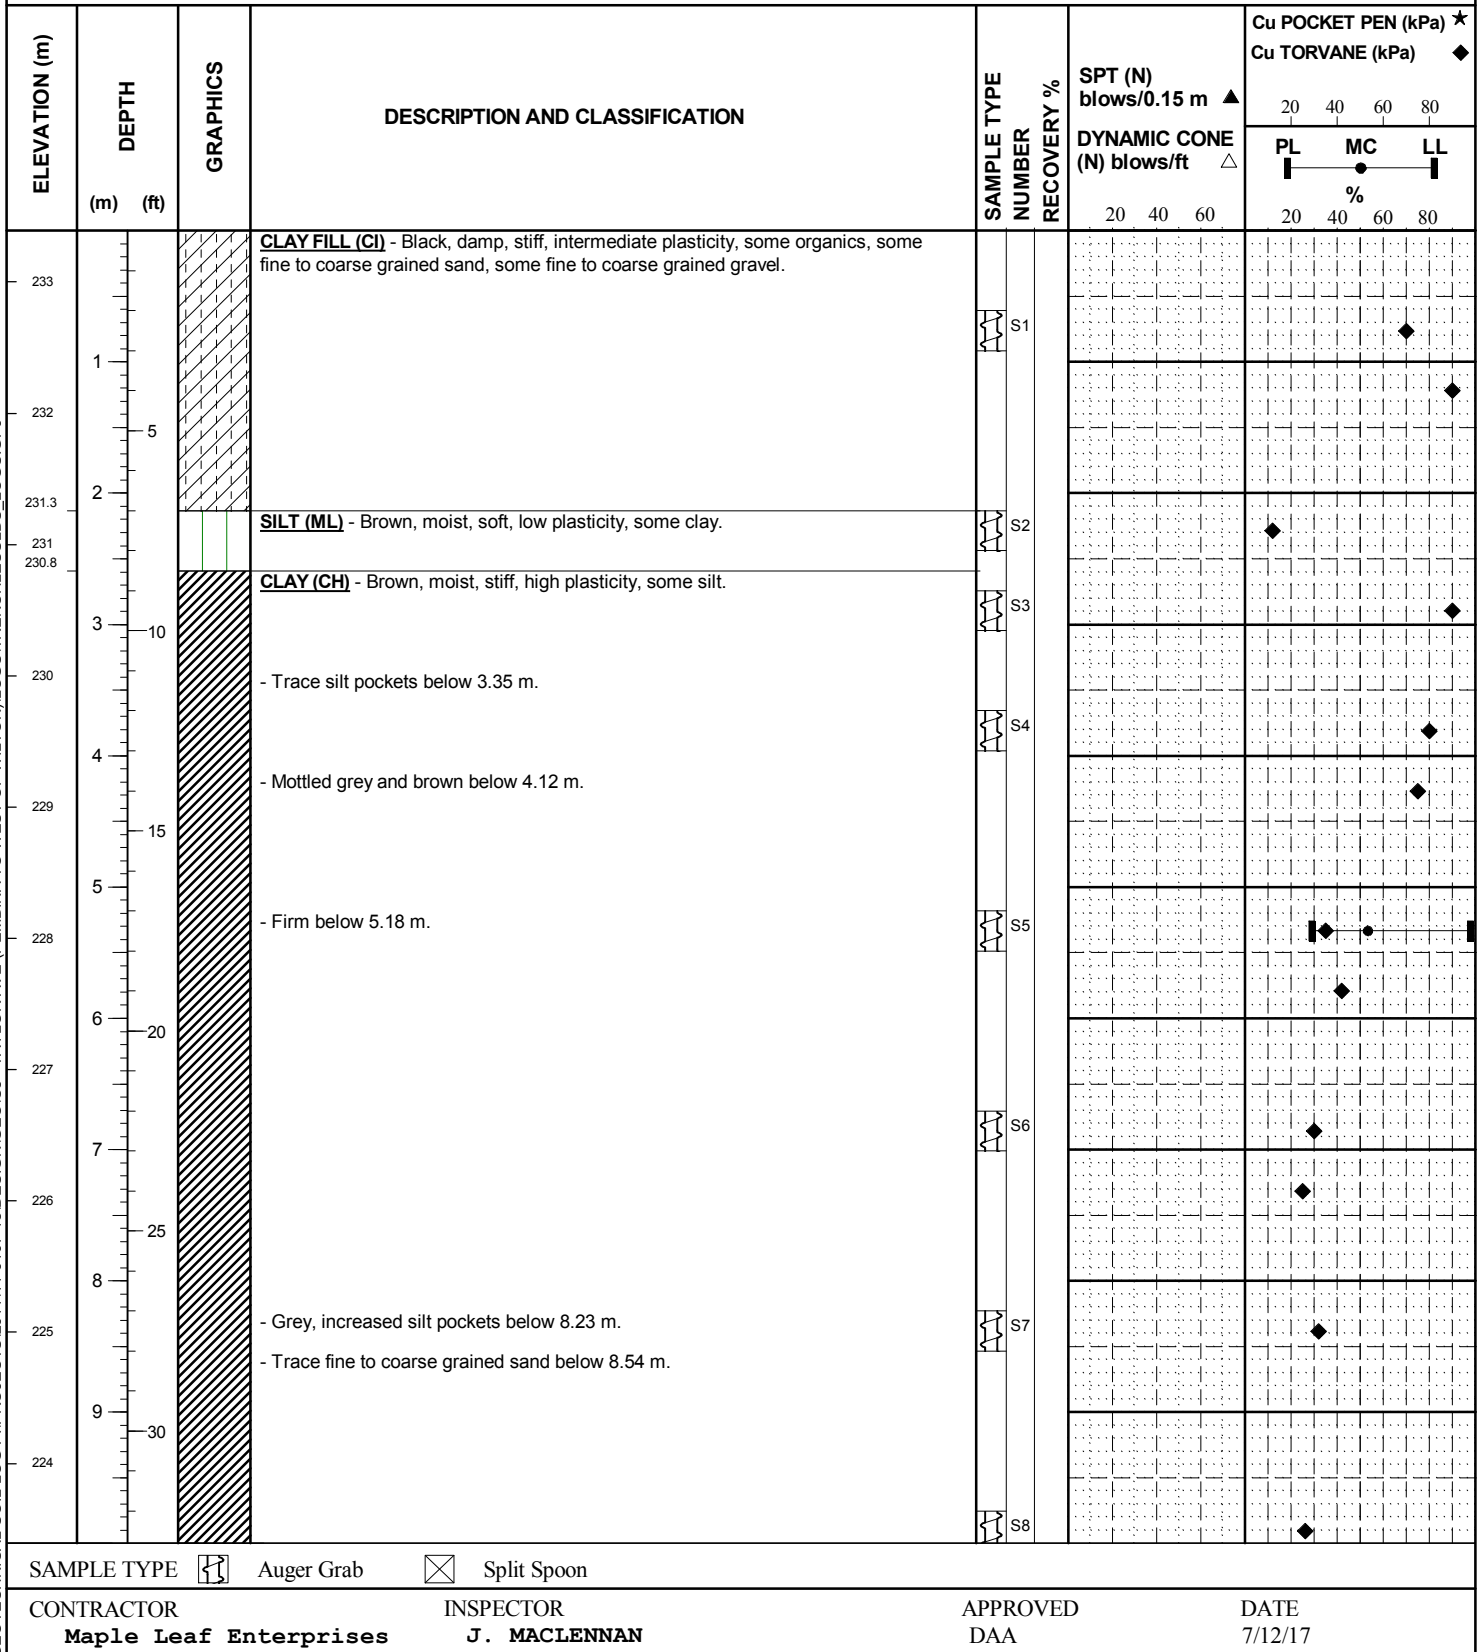 ELEVATION (m)
DEPTH
(m) (ft)
GRAPHICS
DESCRIPTION AND CLASSIFICATION
SAMPLE TYPE
NUMBER
RECOVERY %
SPT (N)
blows/0.15 m
DYNAMIC CONE
(N) blows/ft
20 40 60
Cu POCKET PEN (kPa)
Cu TORVANE (kPa)
20 40 60 80
PL MC LL
%
20 40 60 80
CLAY FILL (CI) - Black, damp, stiff, intermediate plasticity, some organics, some
fine to coarse grained sand, some fine to coarse grained gravel.
233
S1
1
232
5
2
231.3
SILT (ML) - Brown, moist, soft, low plasticity, some clay.
S2
231
230.8
CLAY (CH) - Brown, moist, stiff, high plasticity, some silt.
S3
3
10
230
- Trace silt pockets below 3.35 m.
S4
4
- Mottled grey and brown below 4.12 m.
229
15
5
- Firm below 5.18 m.
S5
228
6
20
227
S6
7
226
25
8
- Grey, increased silt pockets below 8.23 m.
S7
225
- Trace fine to coarse grained sand below 8.54 m.
9
30
224
S8
SAMPLE TYPE Auger Grab Split Spoon
CONTRACTOR INSPECTOR APPROVED DATE
Maple Leaf Enterprises J. MACLENNAN DAA 7/12/17